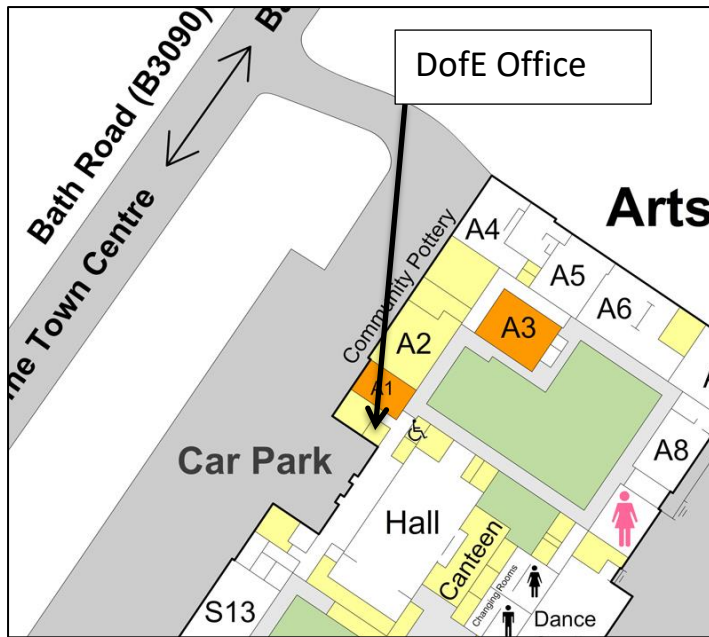 Bath Road (B3090)
Ba
DofE Office
me Town Centre
Community Pottery
Arts
A4
A5
A6
A3
A2
A1
A8
Car Park
Hall
Canteen
Changing Rooms
Dance
S13